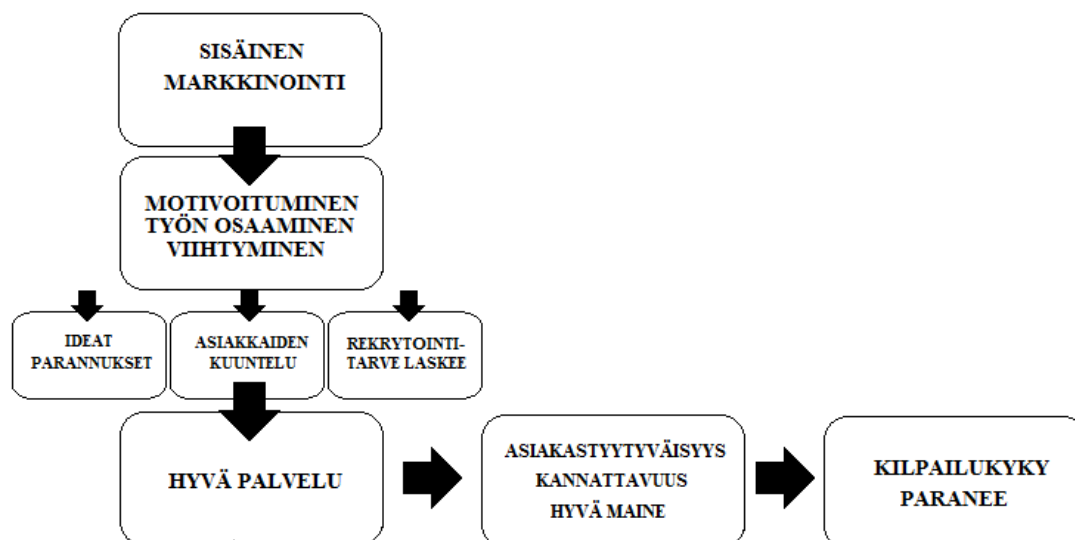 SISÄINEN
MARKKINOINTI
MOTIVOITUMINEN
TYÖN OSAAMINEN
VIIHTYMINEN
IDEAT
PARANNUKSET
ASIAKKAIDEN
KUUNTELU
REKRYTOINTI-
TARVE LASKEE
HYVÄ PALVELU
ASIAKASTYYTYVÄISYYS
KANNATTAVUUS
HYVÄ MAINE
KILPAILUKYKY
PARANEE